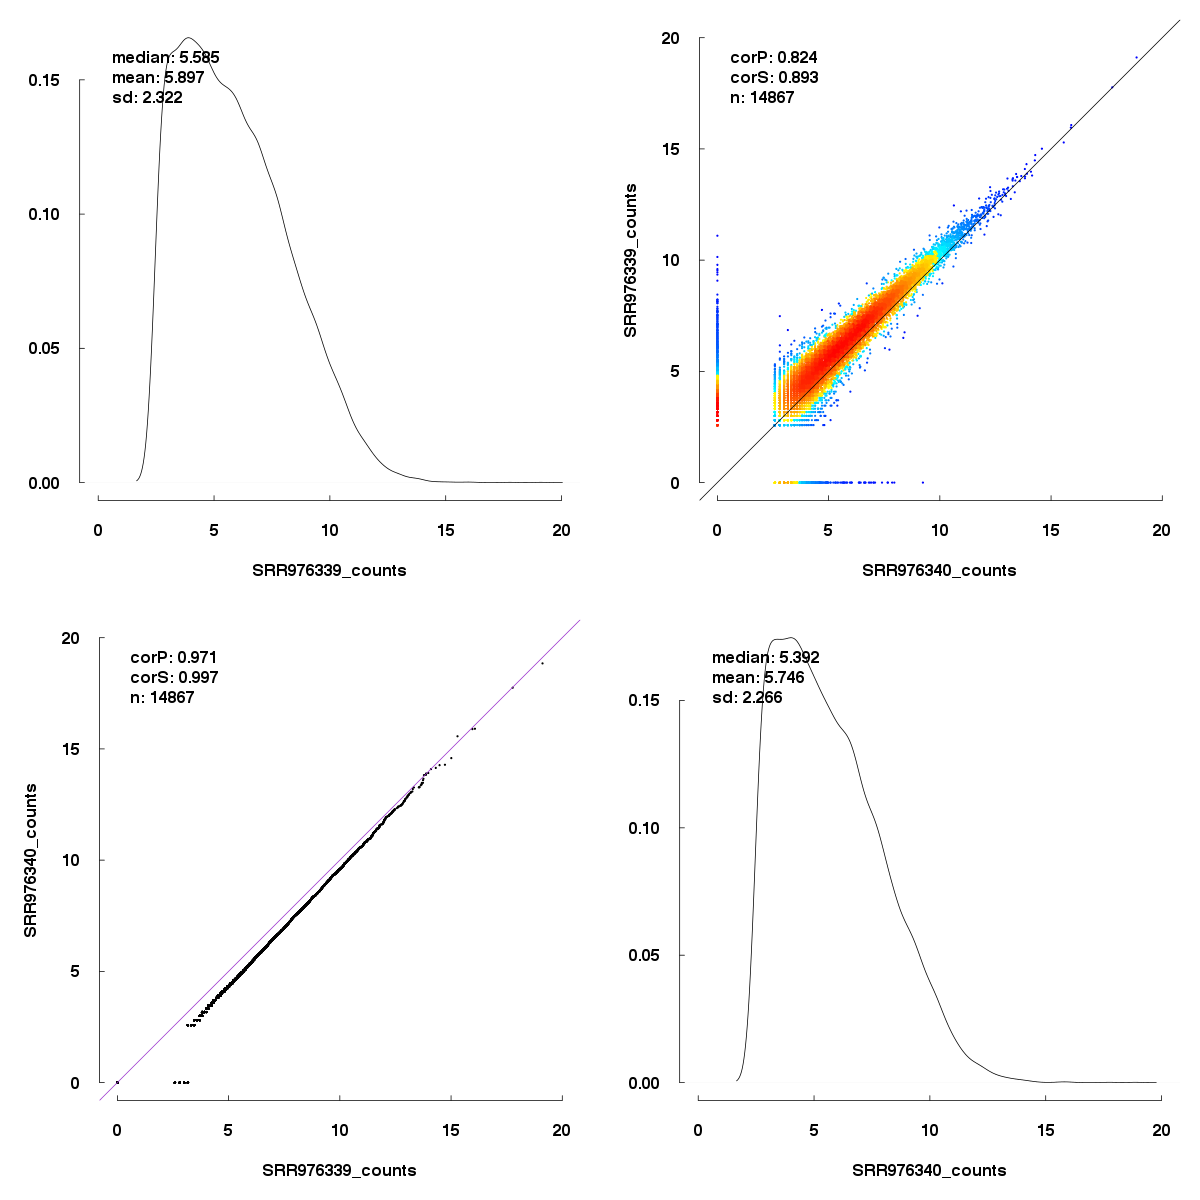 median: 5.585
mean: 5.897
sd: 2.322
0.15
0.10
0.05
0.00
0 5 10 15 20
SRR976339_counts
corP: 0.824
corS: 0.893
n: 14867
20
15
10
5
0
SRR976339_counts
0 5 10 15 20
SRR976340_counts
corP: 0.971
corS: 0.997
n: 14867
20
15
10
5
0
SRR976340_counts
0 5 10 15 20
SRR976339_counts
median: 5.392
mean: 5.746
sd: 2.266
0.15
0.10
0.05
0.00
0 5 10 15 20
SRR976340_counts